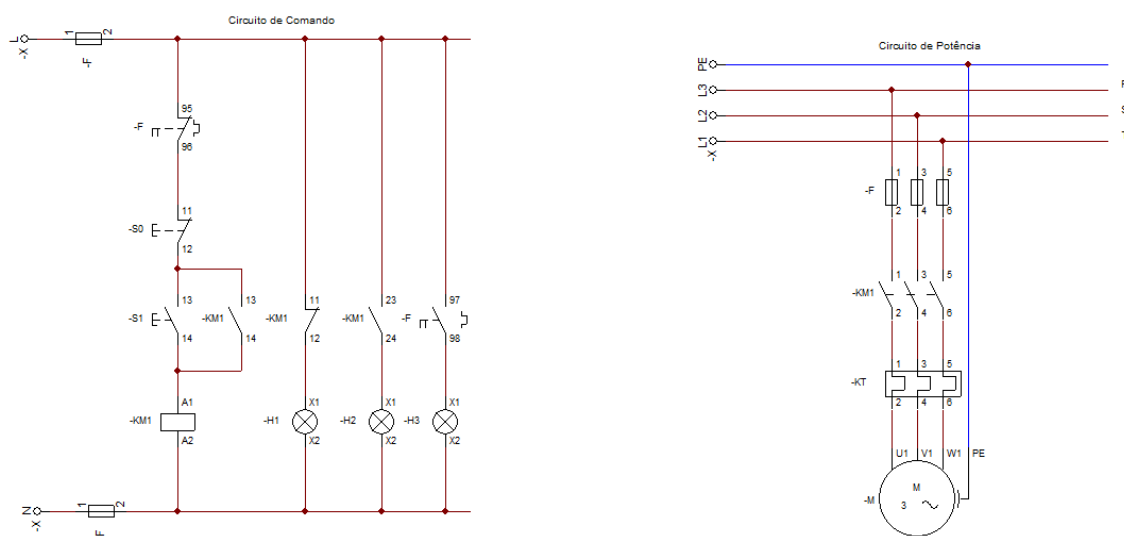 Circuito de Comando
L
-X
1
2
-F
95
-F
96
11
-S0
12
13
-S1
14
13
-KM1
14
11
-KM1
12
23
-KM1
24
97
-F
98
A1
-KM1
A2
X1
-H1
X2
X1
-H2
X2
X1
-H3
X2
N
-X
1
2
F
Circuito de Potência
PE
L3
L2
L1
-X
S
1 3 5
-F
2 4 6
1 3 5
-KM1
2 4 6
1 3 5
-KT
2 4 6
U1 V1 W1 PE
-M
M
3